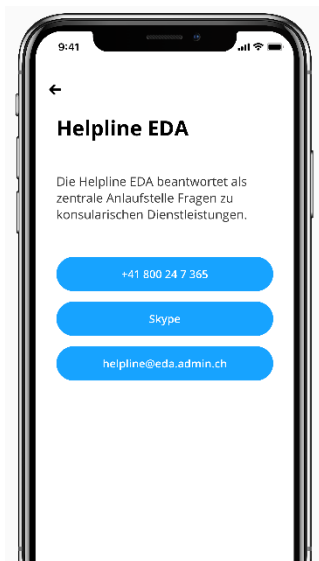 9:41
Helpline EDA
Die Helpline EDA beantwortet als
zentrale Anlaufstelle Fragen zu
konsularischen Dienstleistungen.
+41 800 24 7 365
Skype
helpline@eda.admin.ch